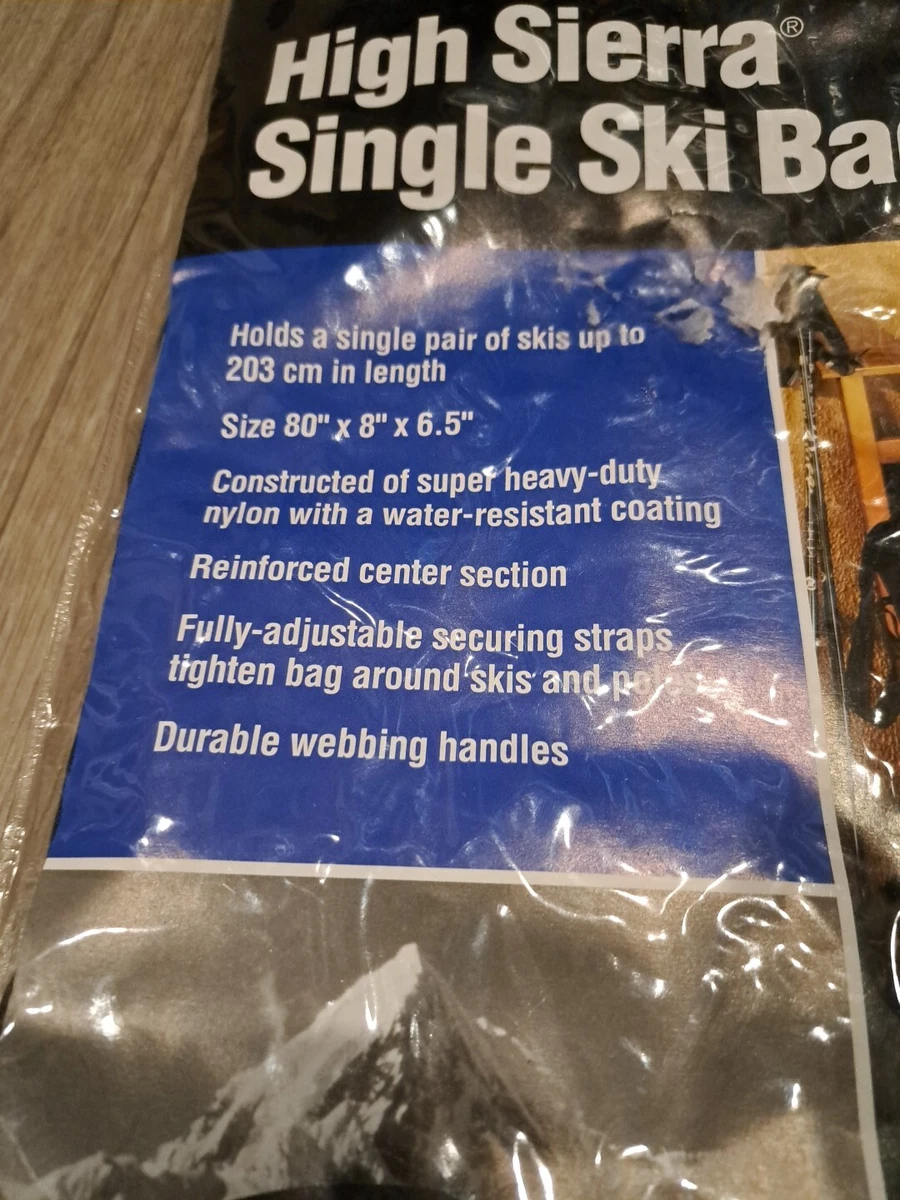 High Sierra®
Single Ski Ba
Holds a single pair of skis up to
203 cm in length
Size 80" x 8" x 6.5"
Constructed of super heavy-duty
nylon with a water-resistant coating
Reinforced center section
Fully-adjustable securing straps
tighten bag around skis and poles
Durable webbing handles